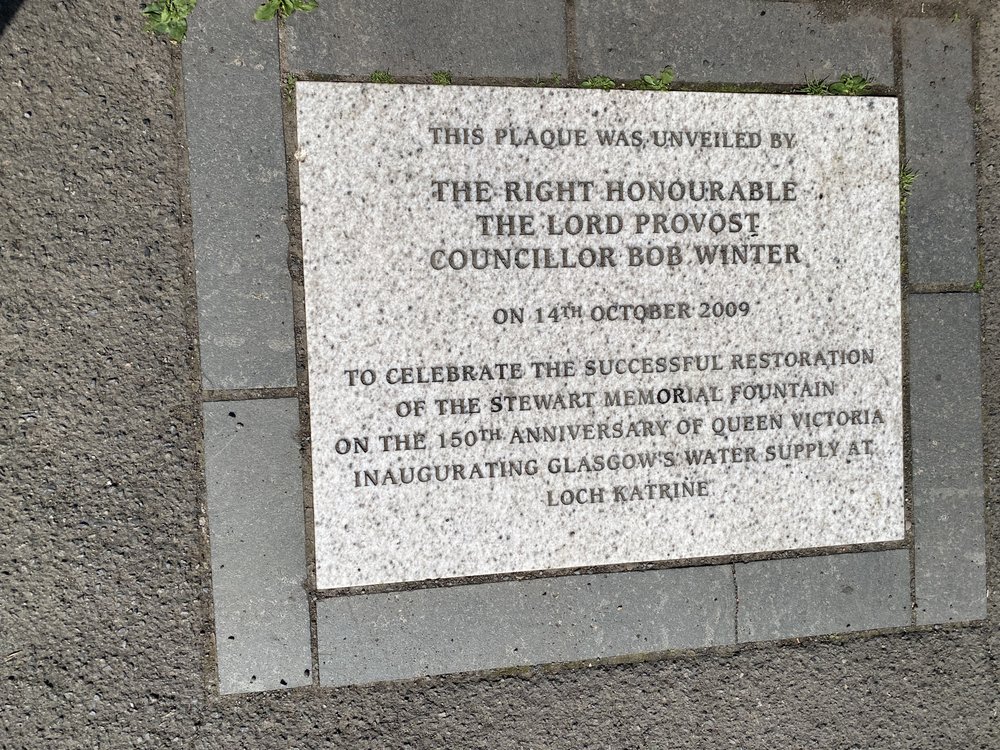 THIS PLAQUE WAS UNVEILED BY
THE RIGHT HONOURABLE
THE LORD PROVOST
COUNCILLOR BOB WINTER
ON 14TH OCTOBER 2009
TO CELEBRATE THE SUCCESSFUL RESTORATION
OF THE STEWART MEMORIAL FOUNTAIN
ON THE 150TH ANNIVERSARY OF QUEEN VICTORIA
INAUGURATING GLASGOW'S WATER SUPPLY AT
LOCH KATRINE